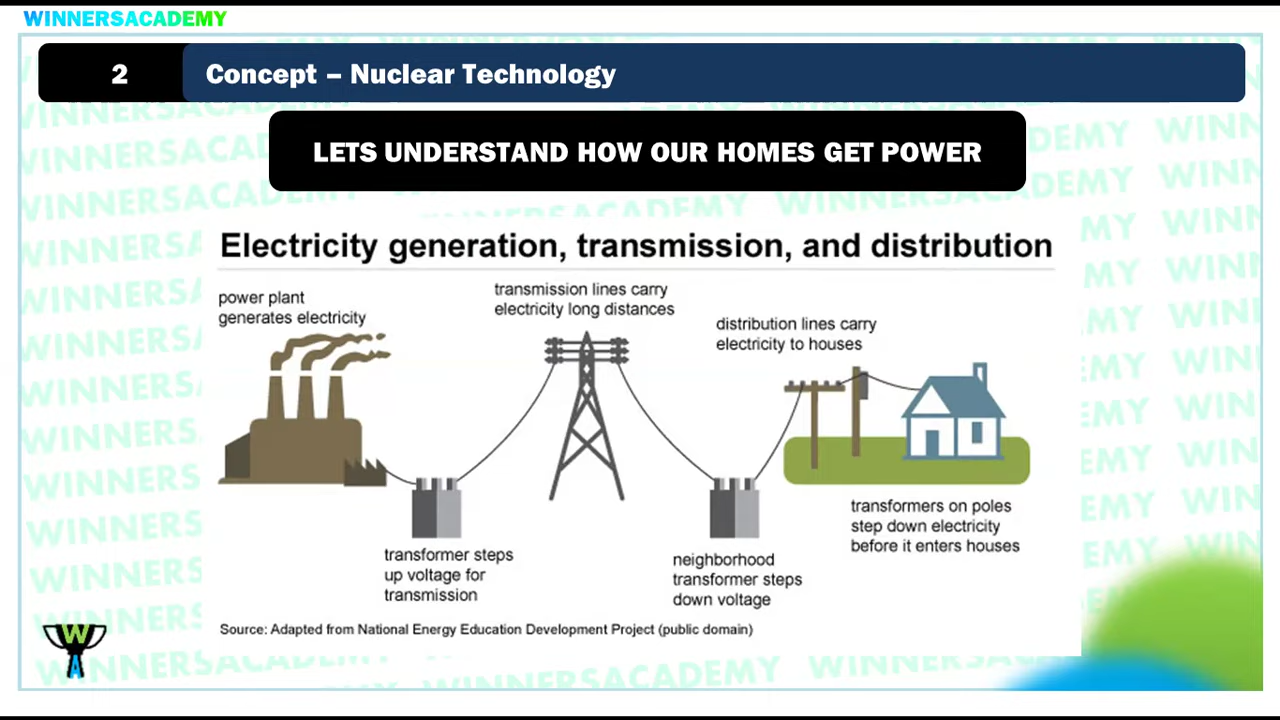 WINNERSACADEMY
2
Concept – Nuclear Technology
LETS UNDERSTAND HOW OUR HOMES GET POWER
Electricity generation, transmission, and distribution
power plant
generates electricity
transmission lines carry
electricity long distances
distribution lines carry
electricity to houses
transformer steps
up voltage for
transmission
neighborhood
transformer steps
down voltage
transformers on poles
step down electricity
before it enters houses
Source: Adapted from National Energy Education Development Project (public domain)
W
A